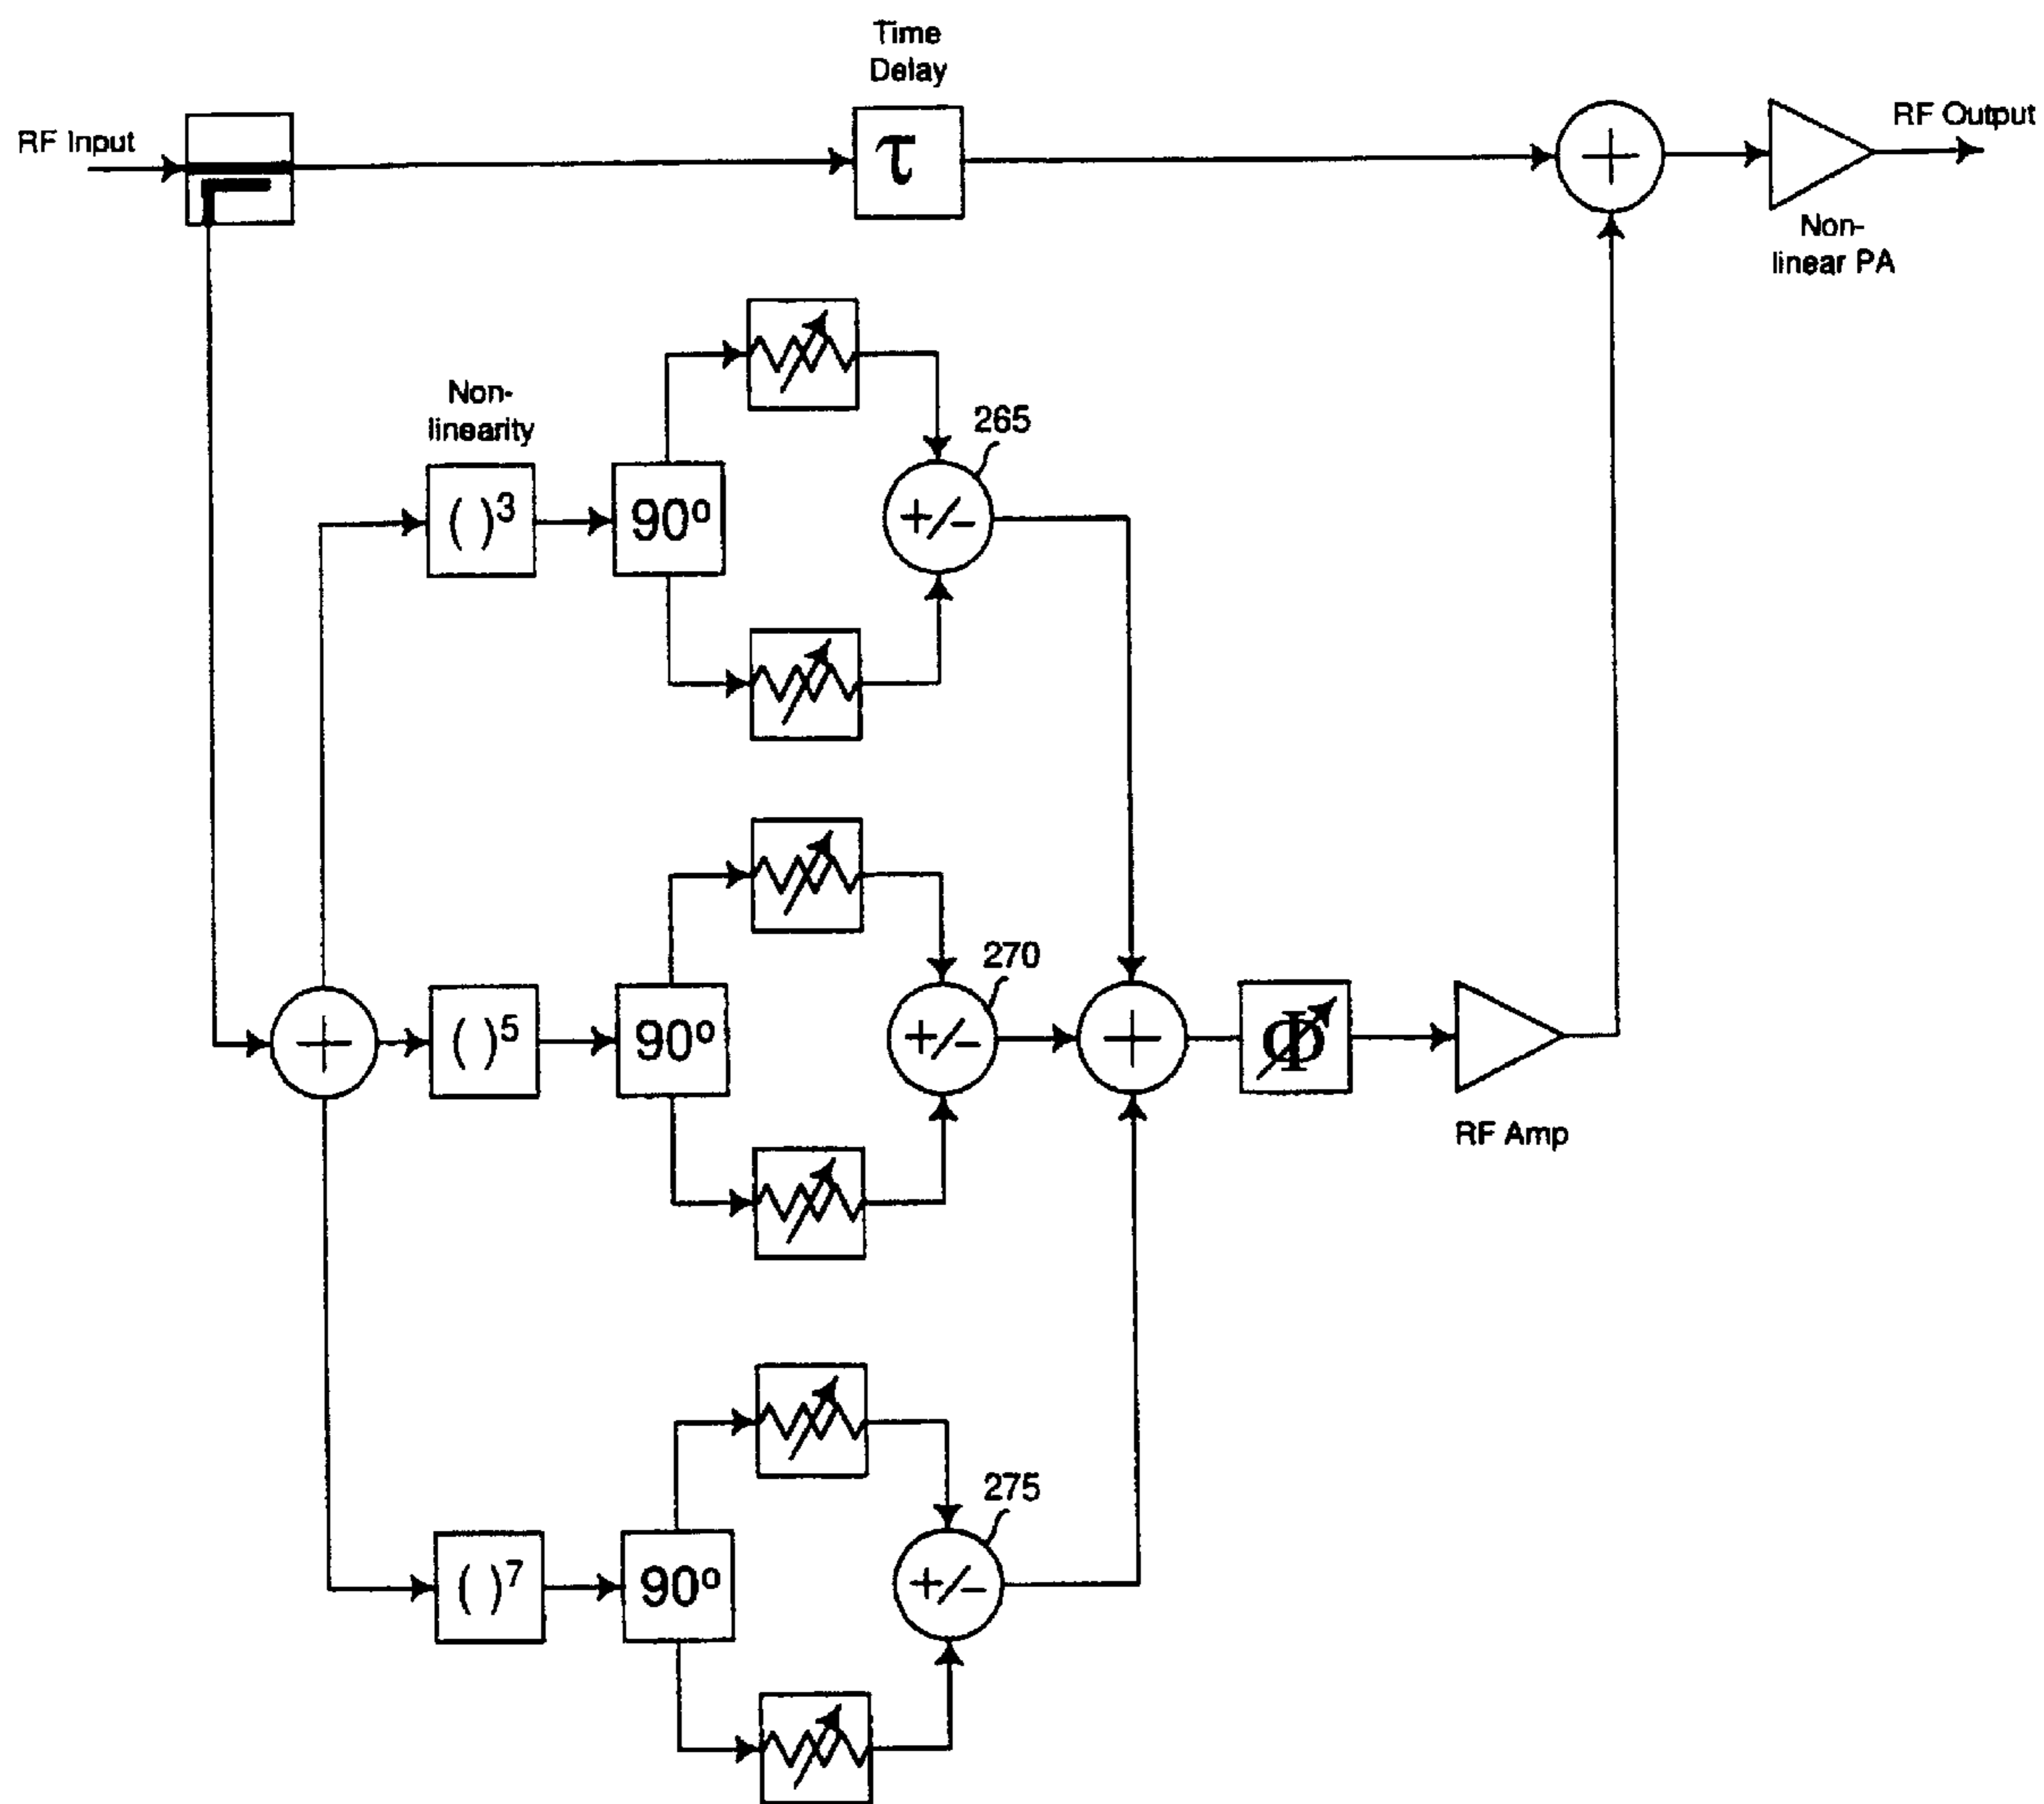 Time
Delay
RF Input
τ
+
RF Output
Non-
linear PA
Non-
linearity
265
( )³
90º
+/–
270
+
( )⁵
90º
+/–
+
Φ
RF Amp
275
( )⁷
90º
+/–